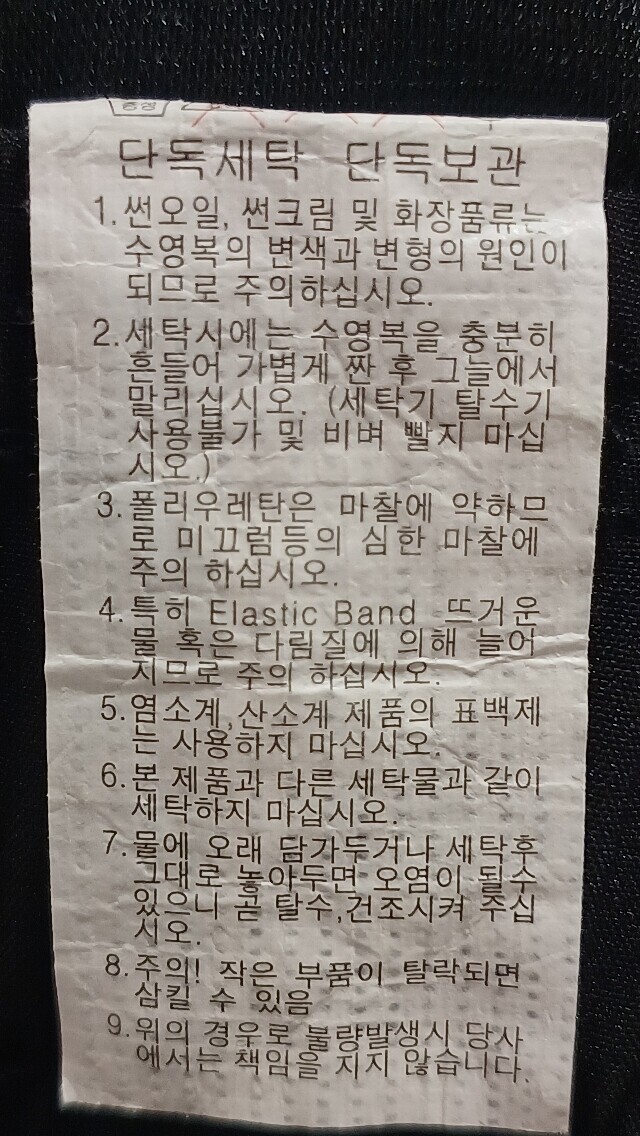 단독세탁 단독보관
1.썬오일, 썬크림 및 화장품류는
수영복의 변색과 변형의 원인이
되므로 주의하십시오.
2.세탁시에는 수영복을 충분히
흔들어 가볍게 짠 후 그늘에서
말리십시오. (세탁기 탈수기
사용불가 및 비벼 빨지 마십
시오.)
3.폴리우레탄은 마찰에 약하므
로 미끄럼등의 심한 마찰에
주의 하십시오.
4.특히 Elastic Band 뜨거운
물 혹은 다림질에 의해 늘어
지므로 주의 하십시오.
5.염소계,산소계 제품의 표백제
는 사용하지 마십시오.
6.본 제품과 다른 세탁물과 같이
세탁하지 마십시오.
7.물에 오래 담가두거나 세탁후
그대로 놓아두면 오염이 될수
있으니 곧 탈수,건조시켜 주십
시오.
8.주의! 작은 부품이 탈락되면
삼킬 수 있음
9.위의 경우로 불량발생시 당사
에서는 책임을 지지 않습니다.